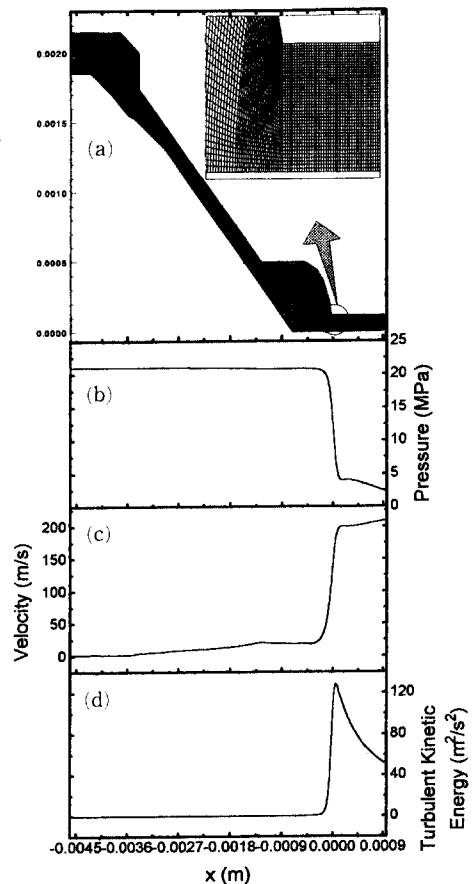 0.0020
0.0015
(a)
0.0010
0.0005
0.0000
25
20
15
10
5
0
Pressure (MPa)
(b)
200
150
100
50
0
Velocity (m/s)
(c)
120
80
40
0
Turbulent Kinetic
Energy (m²/s²)
(d)
-0.0045-0.0036-0.0027-0.0018-0.0009 0.0000 0.0009
x (m)